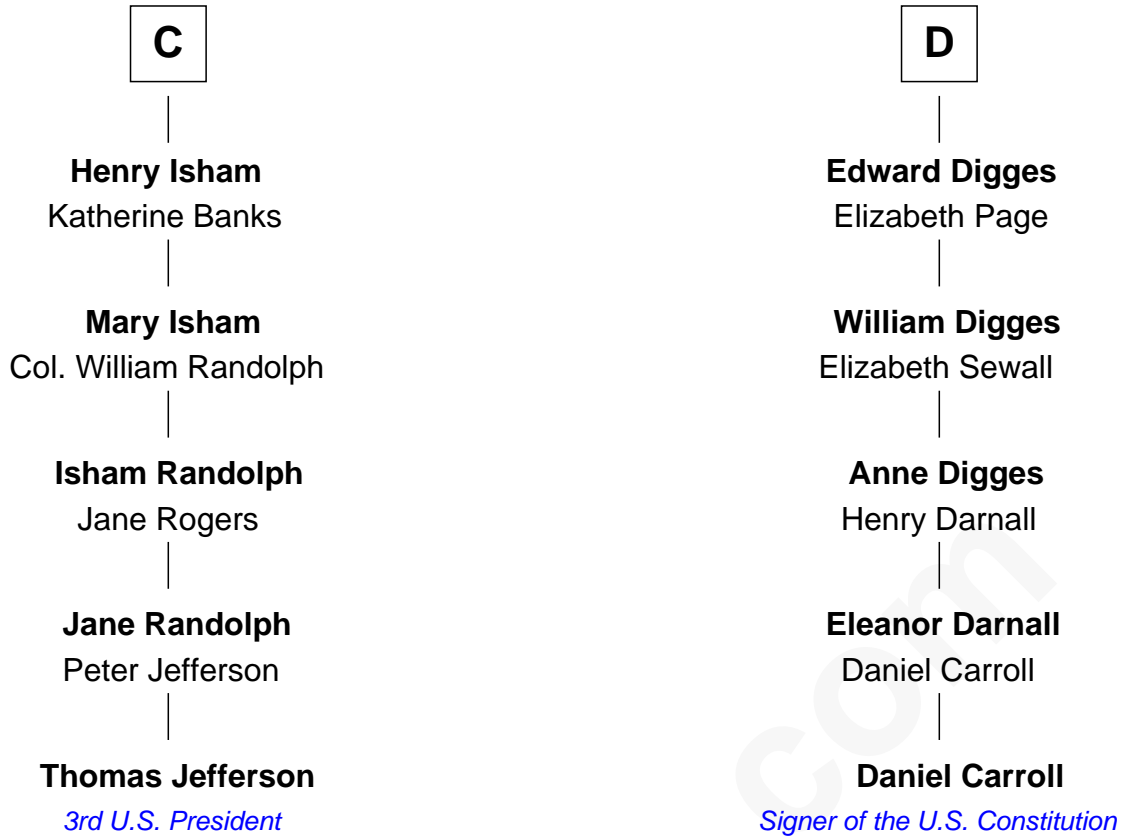 C
Henry Isham
Katherine Banks
Mary Isham
Col. William Randolph
Isham Randolph
Jane Rogers
Jane Randolph
Peter Jefferson
Thomas Jefferson
3rd U.S. President
D
Edward Digges
Elizabeth Page
William Digges
Elizabeth Sewall
Anne Digges
Henry Darnall
Eleanor Darnall
Daniel Carroll
Daniel Carroll
Signer of the U.S. Constitution
com